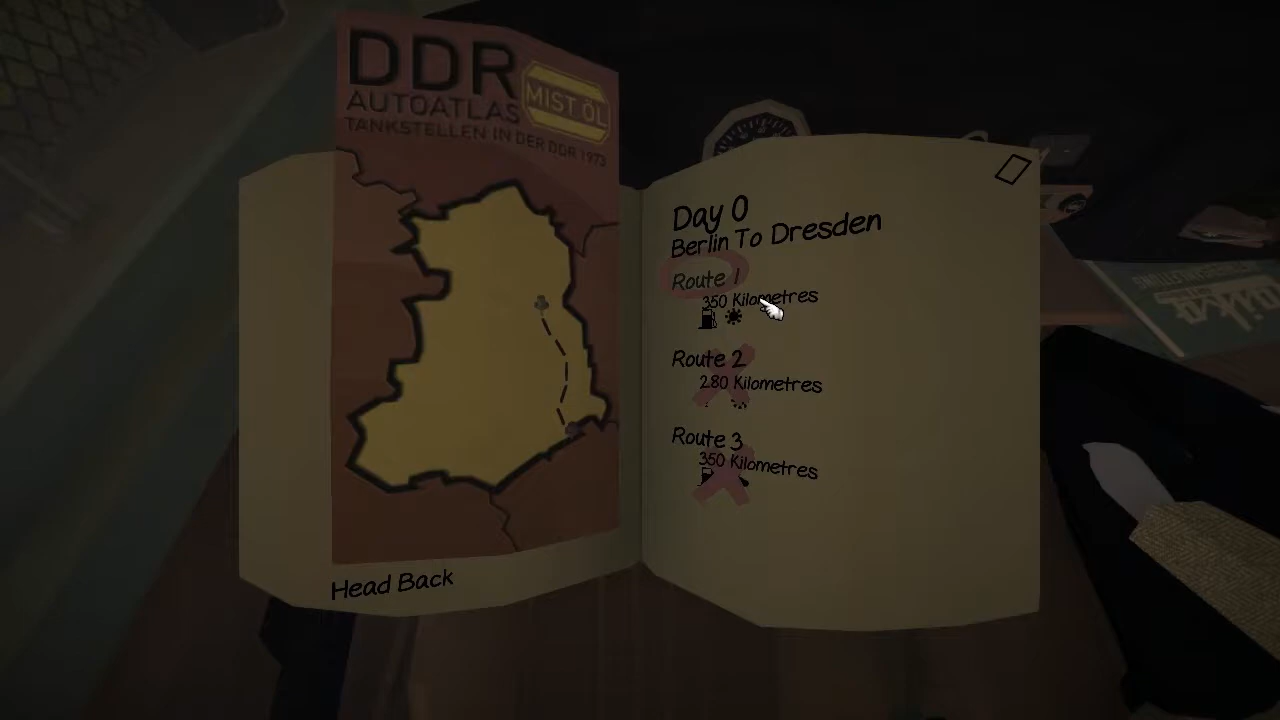 DDR
AUTOATLAS
MIST ÖL
TANKSTELLEN IN DER DDR 1973
Head Back
Day 0
Berlin To Dresden
Route 1
350 Kilometres
Route 2
280 Kilometres
Route 3
350 Kilometres